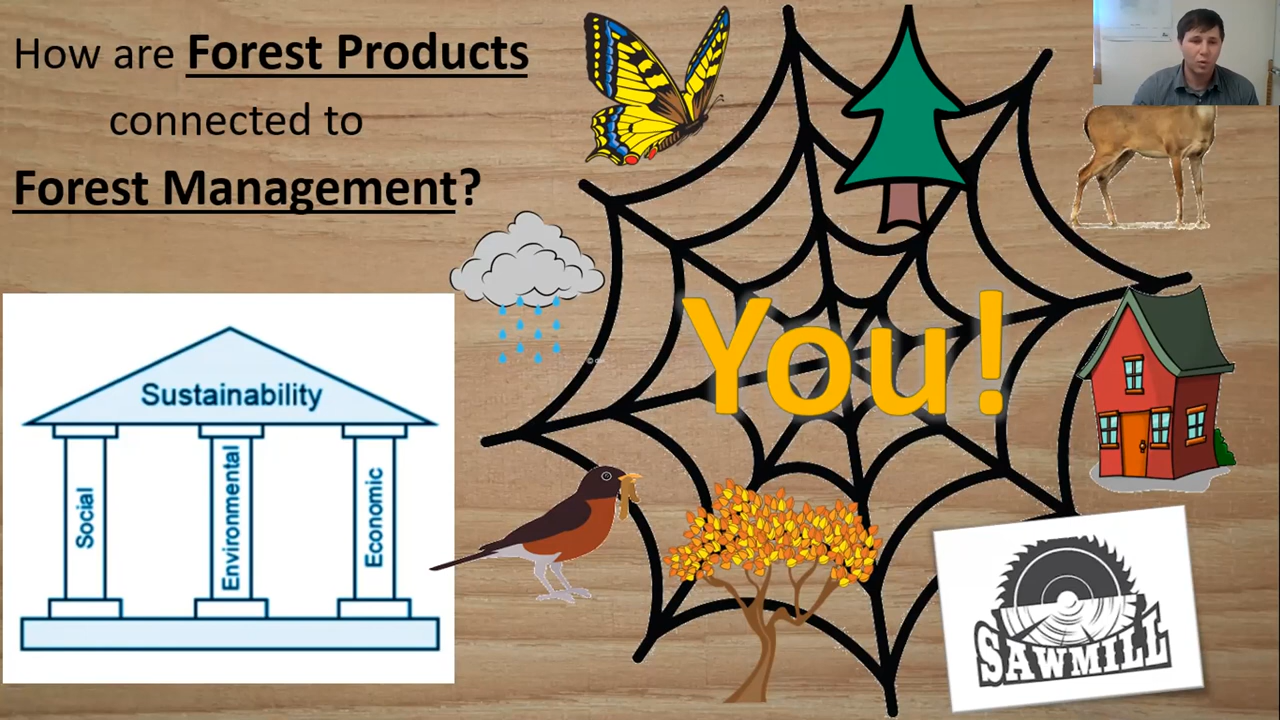 How are Forest Products
connected to
Forest Management?
Sustainability
Social
Environmental
Economic
You!
SAWMILL